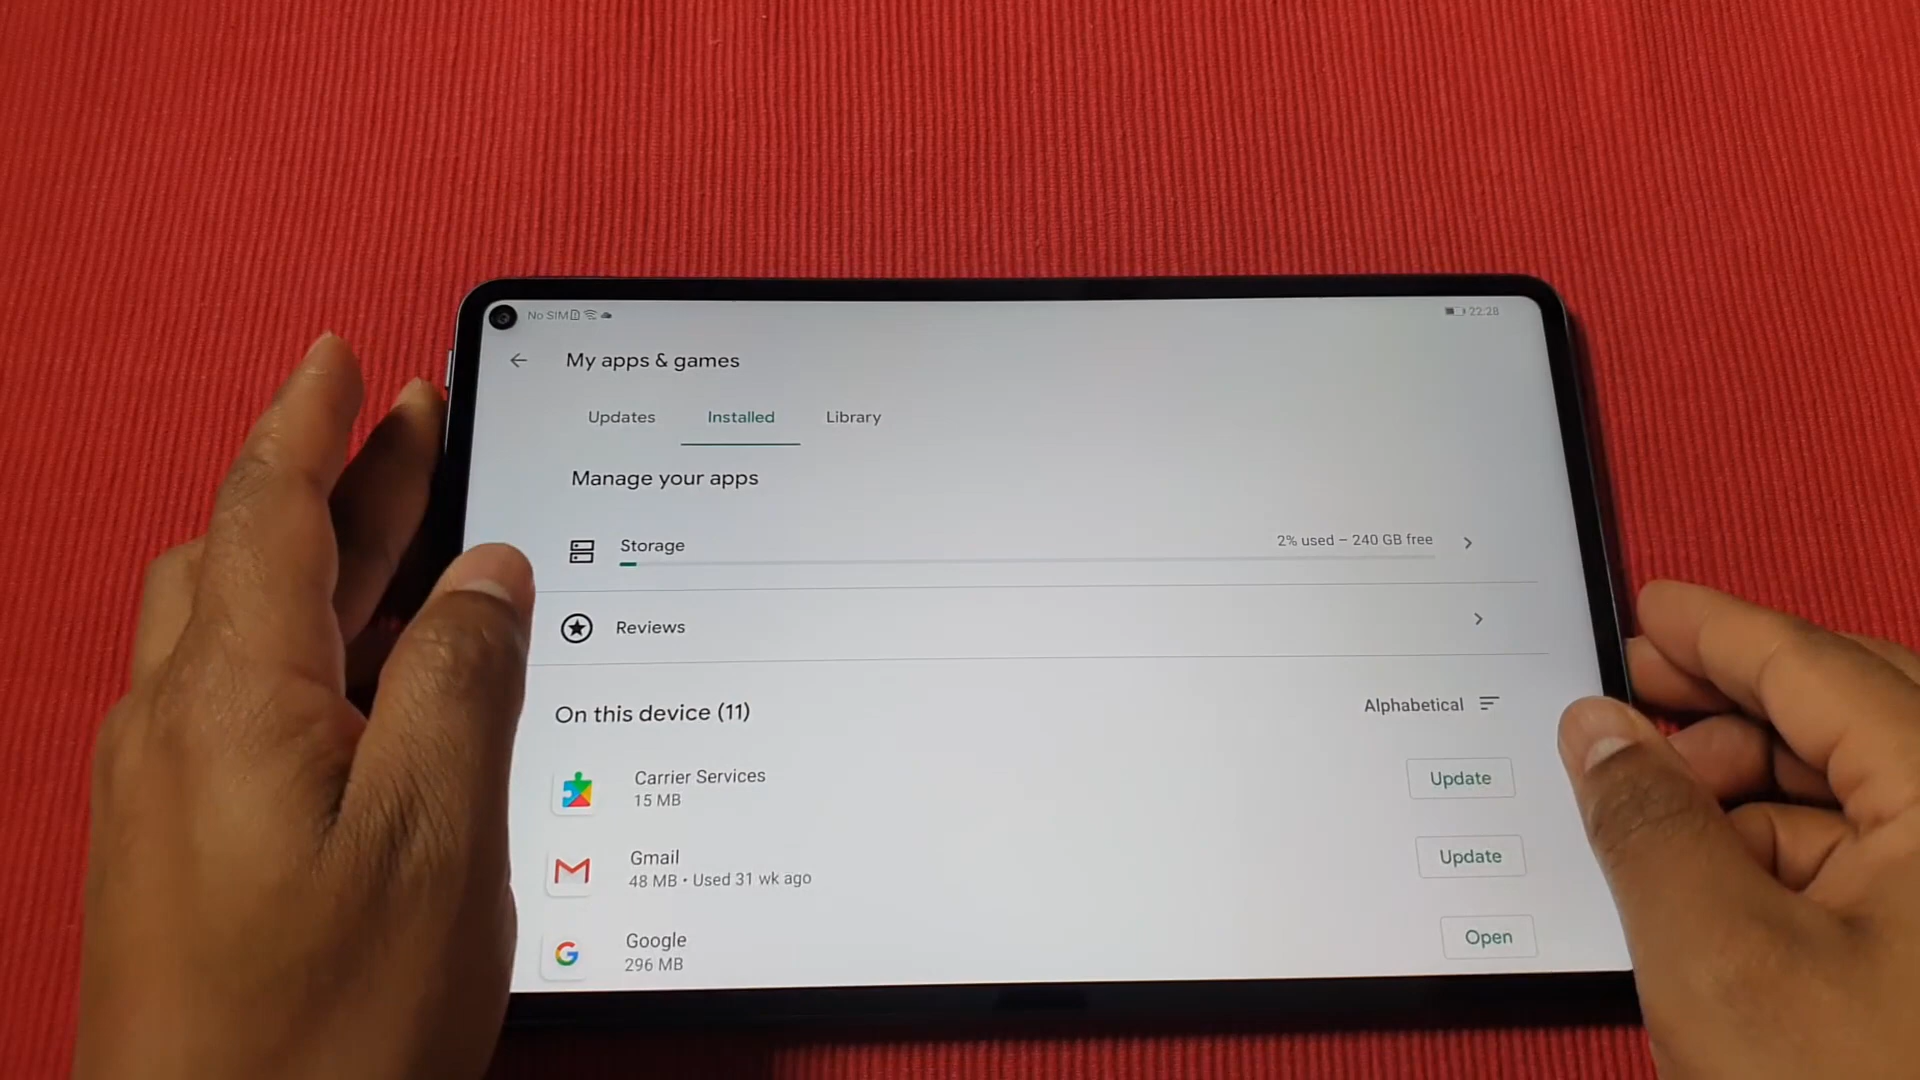 No SIM
22:28
My apps & games
Updates Installed Library
Manage your apps
Storage
2% used – 240 GB free
Reviews
On this device (11)
Alphabetical
Carrier Services
15 MB
Update
Gmail
48 MB • Used 31 wk ago
Update
Google
296 MB
Open